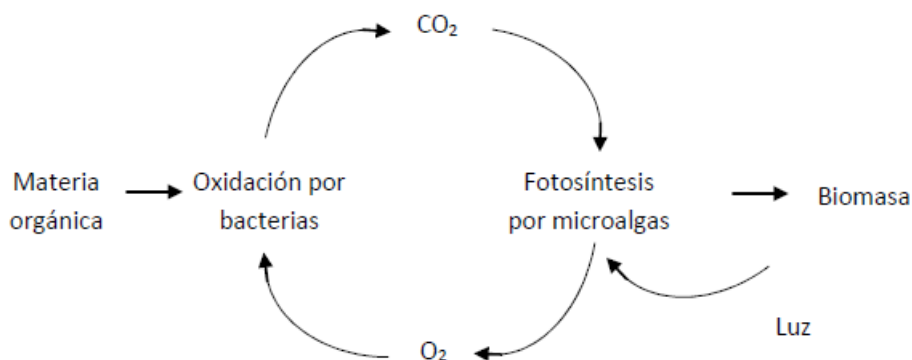 CO₂
Materia
orgánica
Oxidación por
bacterias
Fotosíntesis
por microalgas
Biomasa
Luz
O₂